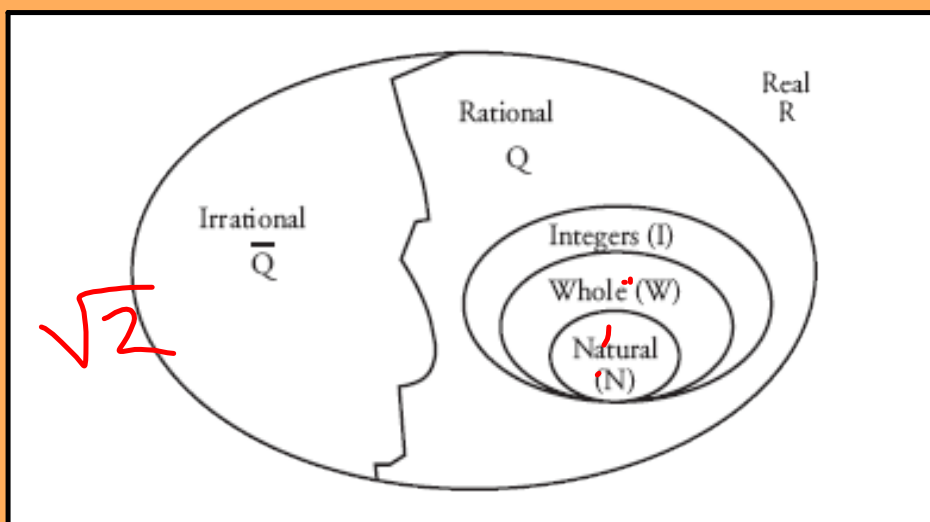 Real
R
Rational
Q
Irrational
Q̅
Integers (I)
Whole (W)
Natural
(N)
√2